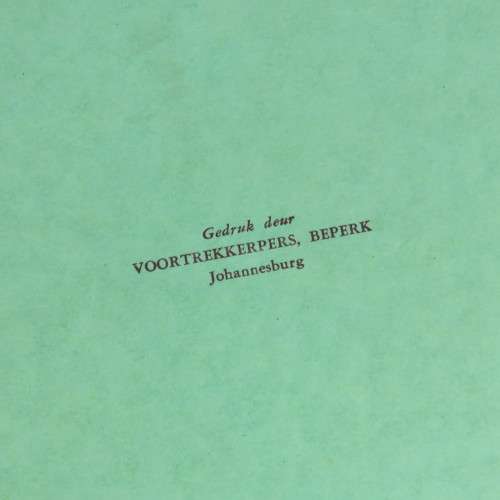 Gedruk deur
VOORTREKKERPERS, BEPERK
Johannesburg